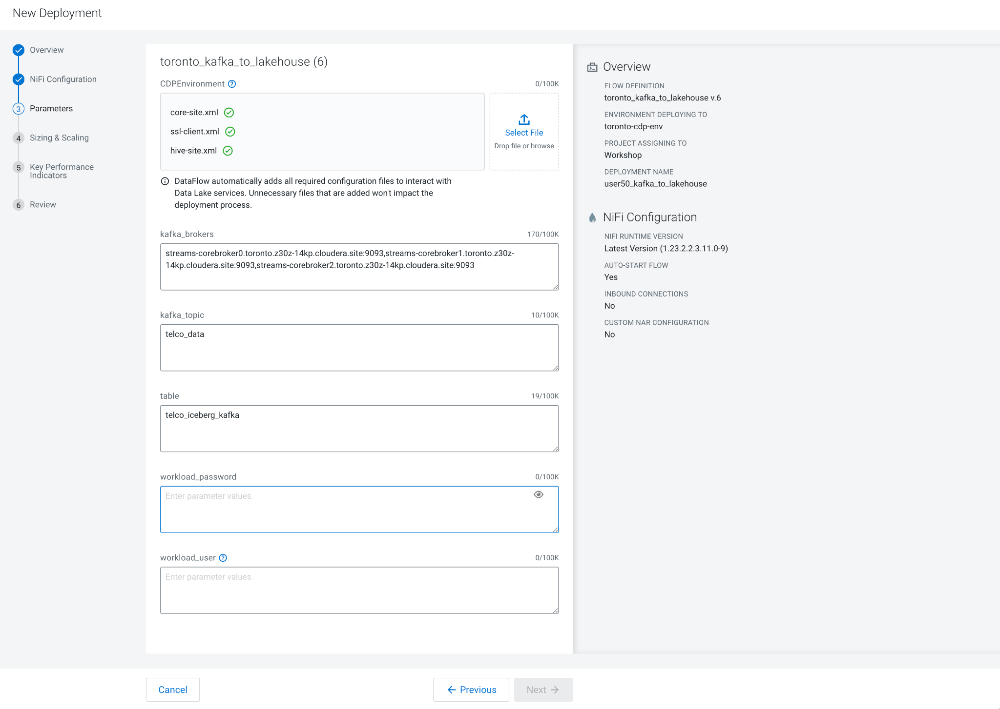 New Deployment
Overview
NiFi Configuration
3 Parameters
4 Sizing & Scaling
5 Key Performance
Indicators
6 Review
toronto_kafka_to_lakehouse (6)
CDPEnvironment ? 0/100K
core-site.xml
ssl-client.xml
hive-site.xml
Select File
Drop file or browse
DataFlow automatically adds all required configuration files to interact with
Data Lake services. Unnecessary files that are added won't impact the
deployment process.
kafka_brokers 170/100K
streams-corebroker0.toronto.z30z-14kp.cloudera.site:9093,streams-corebroker1.toronto.z30z-
14kp.cloudera.site:9093,streams-corebroker2.toronto.z30z-14kp.cloudera.site:9093
kafka_topic 10/100K
telco_data
table 19/100K
telco_iceberg_kafka
workload_password 0/100K
Enter parameter values.
workload_user ? 0/100K
Enter parameter values.
Overview
FLOW DEFINITION
toronto_kafka_to_lakehouse v.6
ENVIRONMENT DEPLOYING TO
toronto-cdp-env
PROJECT ASSIGNING TO
Workshop
DEPLOYMENT NAME
user50_kafka_to_lakehouse
NiFi Configuration
NIFI RUNTIME VERSION
Latest Version (1.23.2.2.3.11.0-9)
AUTO-START FLOW
Yes
INBOUND CONNECTIONS
No
CUSTOM NAR CONFIGURATION
No
Cancel
← Previous
Next →